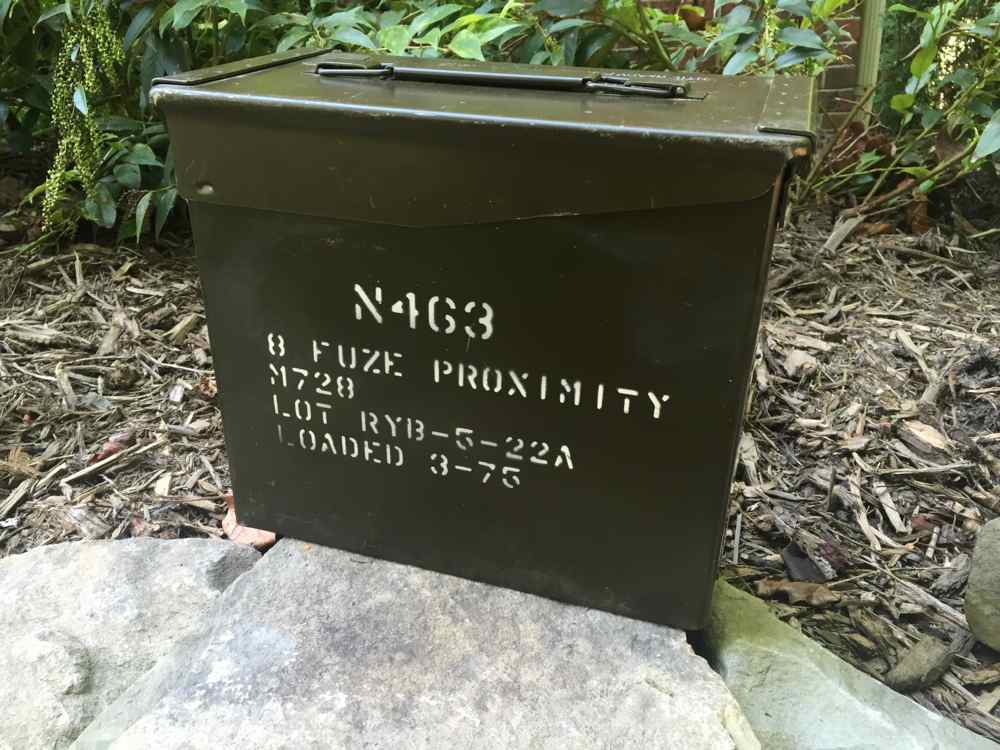 N463
8 FUZE PROXIMITY
M728
LOT RYB-5-22A
LOADED 3-75